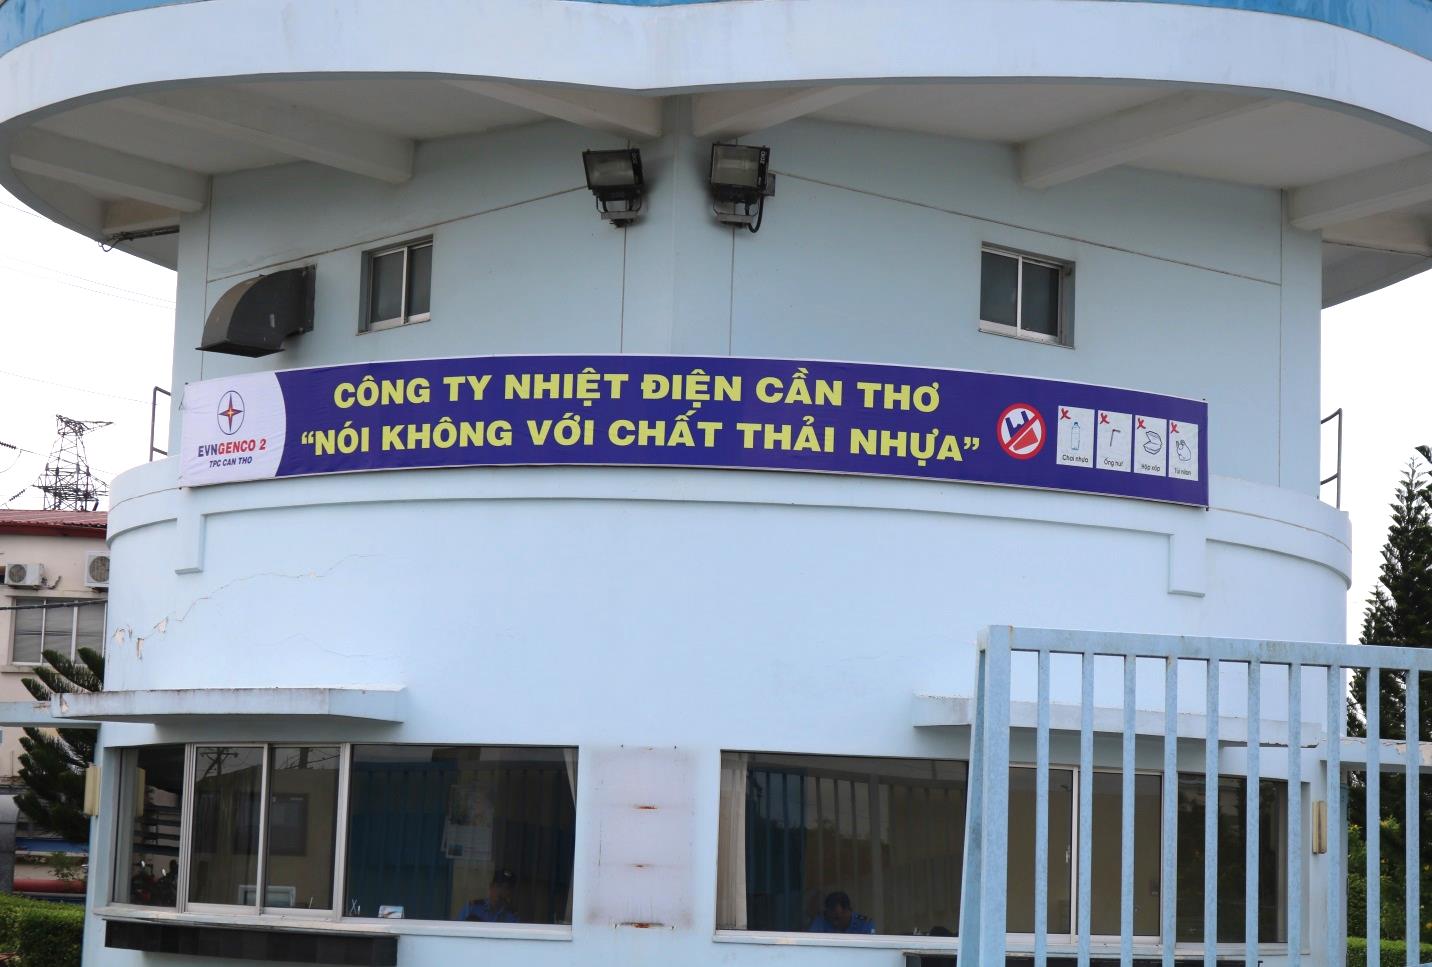 EVNGENCO 2
TPC CAN THO
CÔNG TY NHIỆT ĐIỆN CẦN THƠ
“NÓI KHÔNG VỚI CHẤT THẢI NHỰA”
Chai nhựa
Ống hút
Hộp xốp
Túi nilon